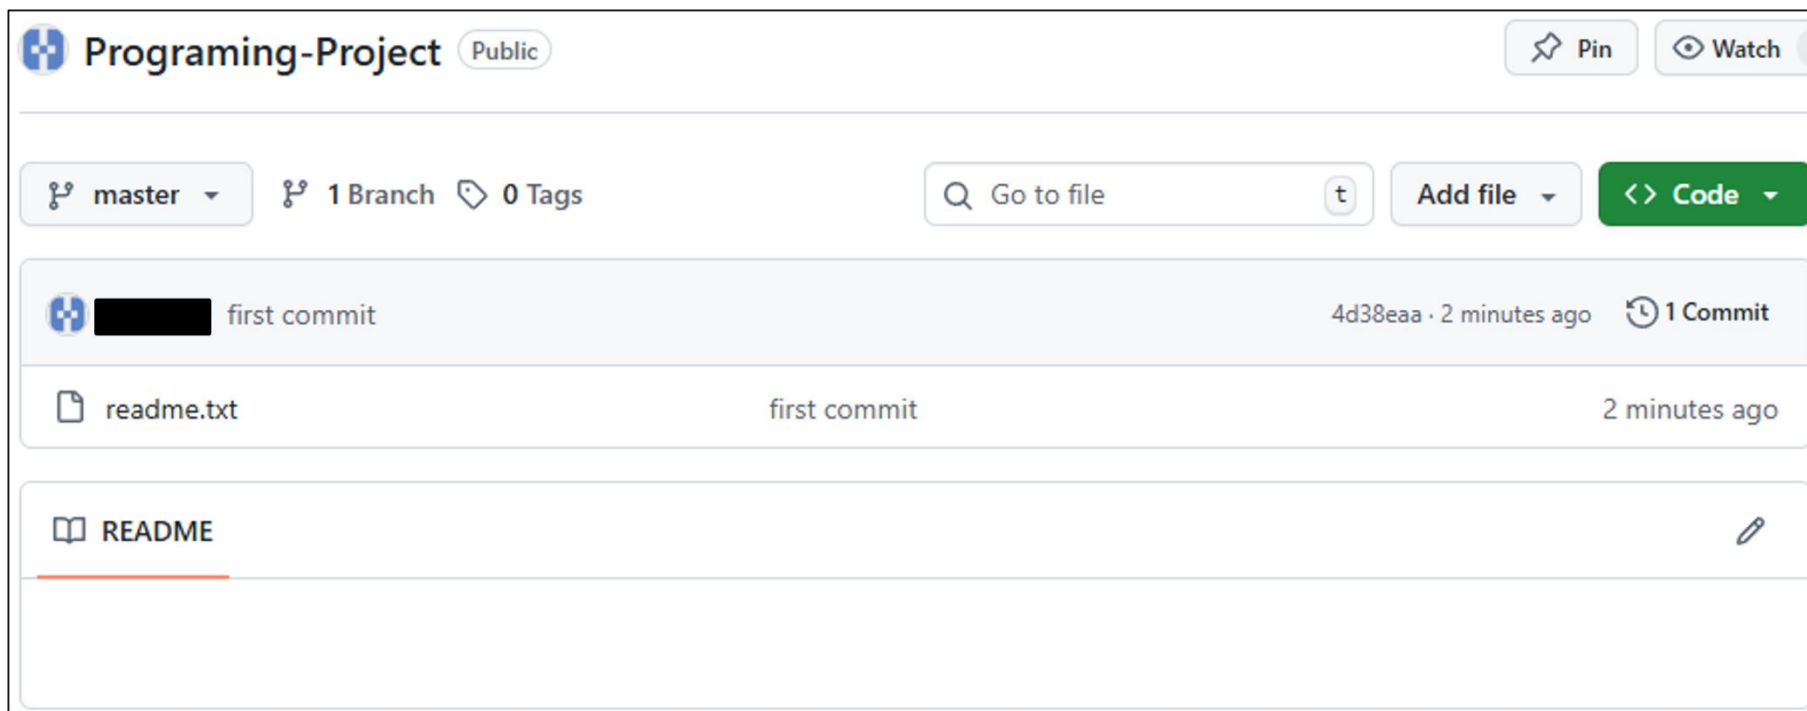 Programing-Project Public Pin Watch
master 1 Branch 0 Tags Go to file t Add file Code
first commit 4d38eaa · 2 minutes ago 1 Commit
readme.txt first commit 2 minutes ago
README